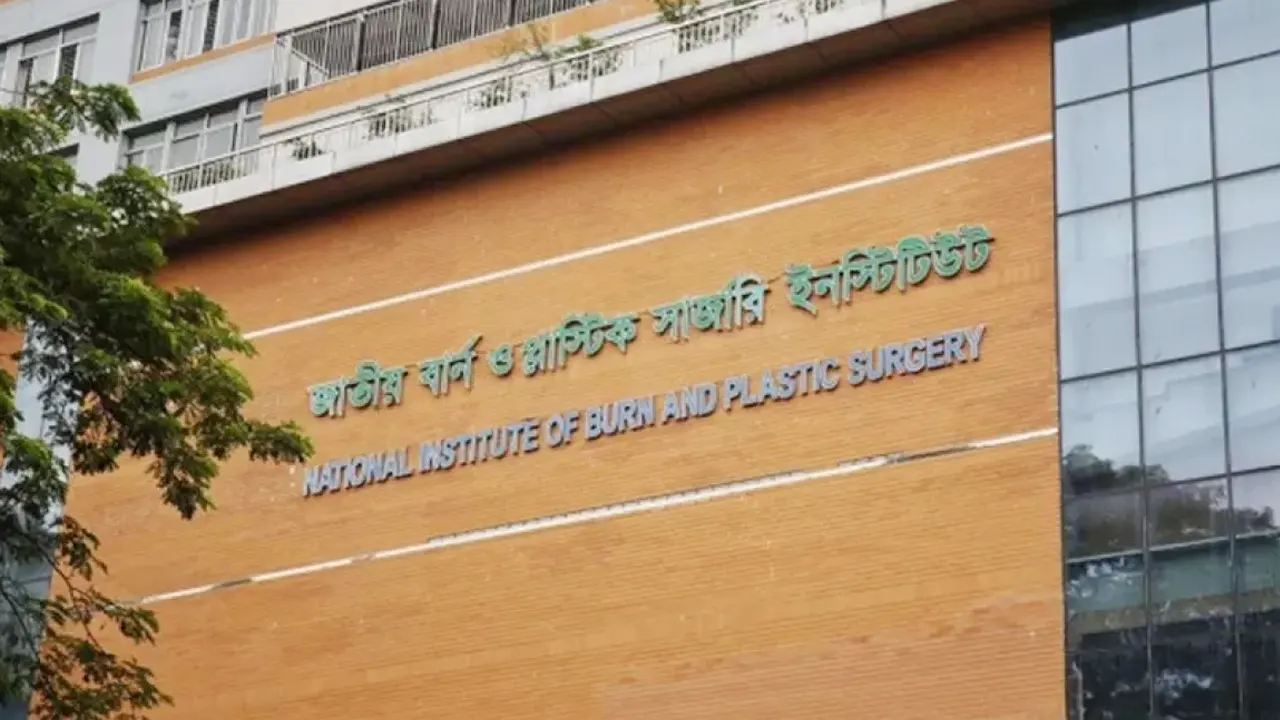 জাতীয় বার্ন ও প্লাস্টিক সার্জারি ইনস্টিটিউট
NATIONAL INSTITUTE OF BURN AND PLASTIC SURGERY